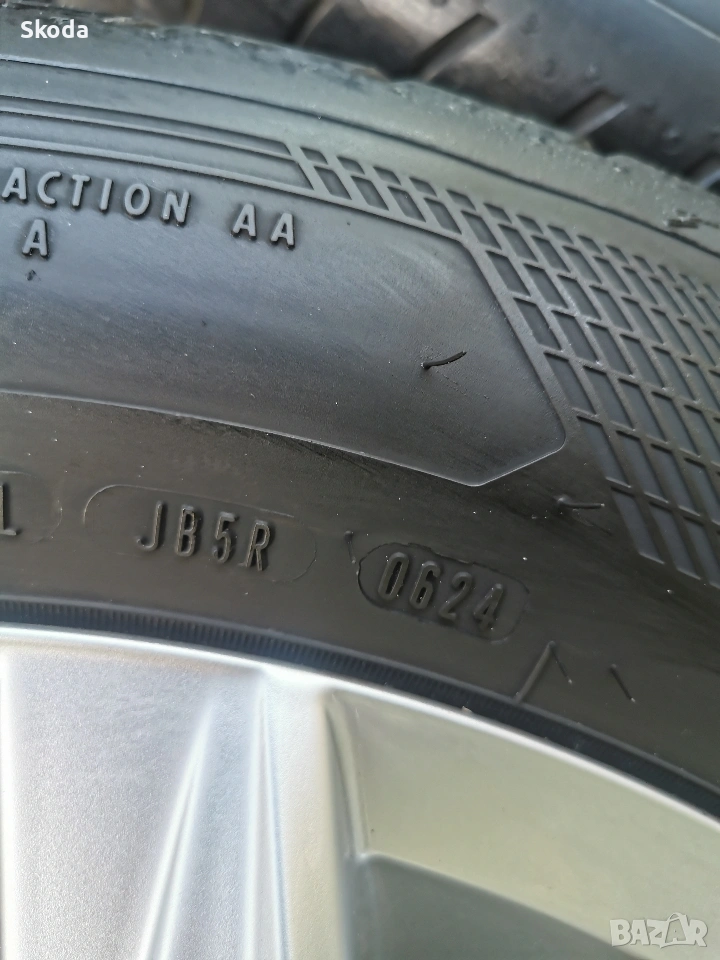 Skoda
ACTION AA
A
L JB5R 0624
BAZAR